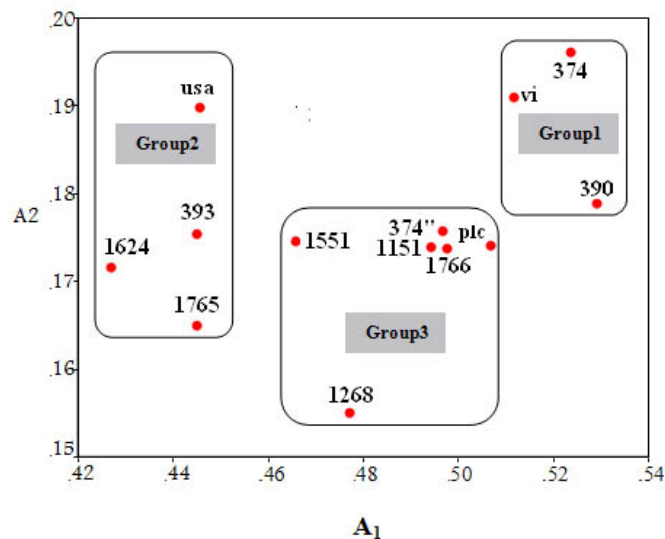 .20
374
usa
vi
.19
Group1
Group2
390
.18
A2
393
374"
plc
1624
1551
1151
1766
.17
1765
Group3
.16
1268
.15
.42
.44
.46
.48
.50
.52
.54
A1